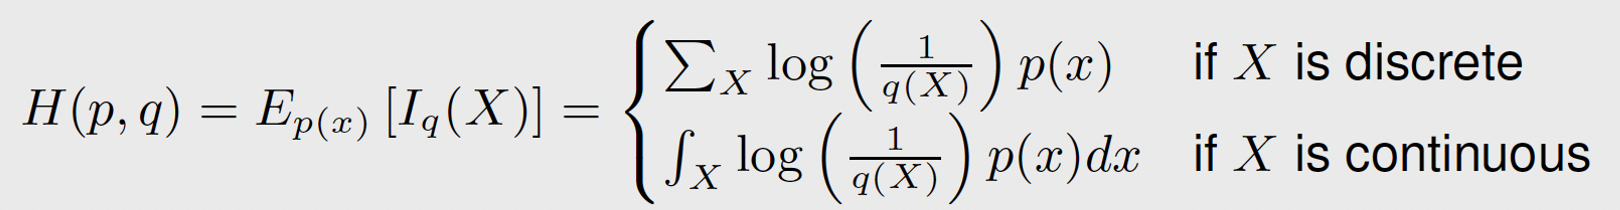 H(p, q) = E_{p(x)} [I_q(X)] = { ∑_X log (1/q(X)) p(x) if X is discrete
∫_X log (1/q(X)) p(x)dx if X is continuous